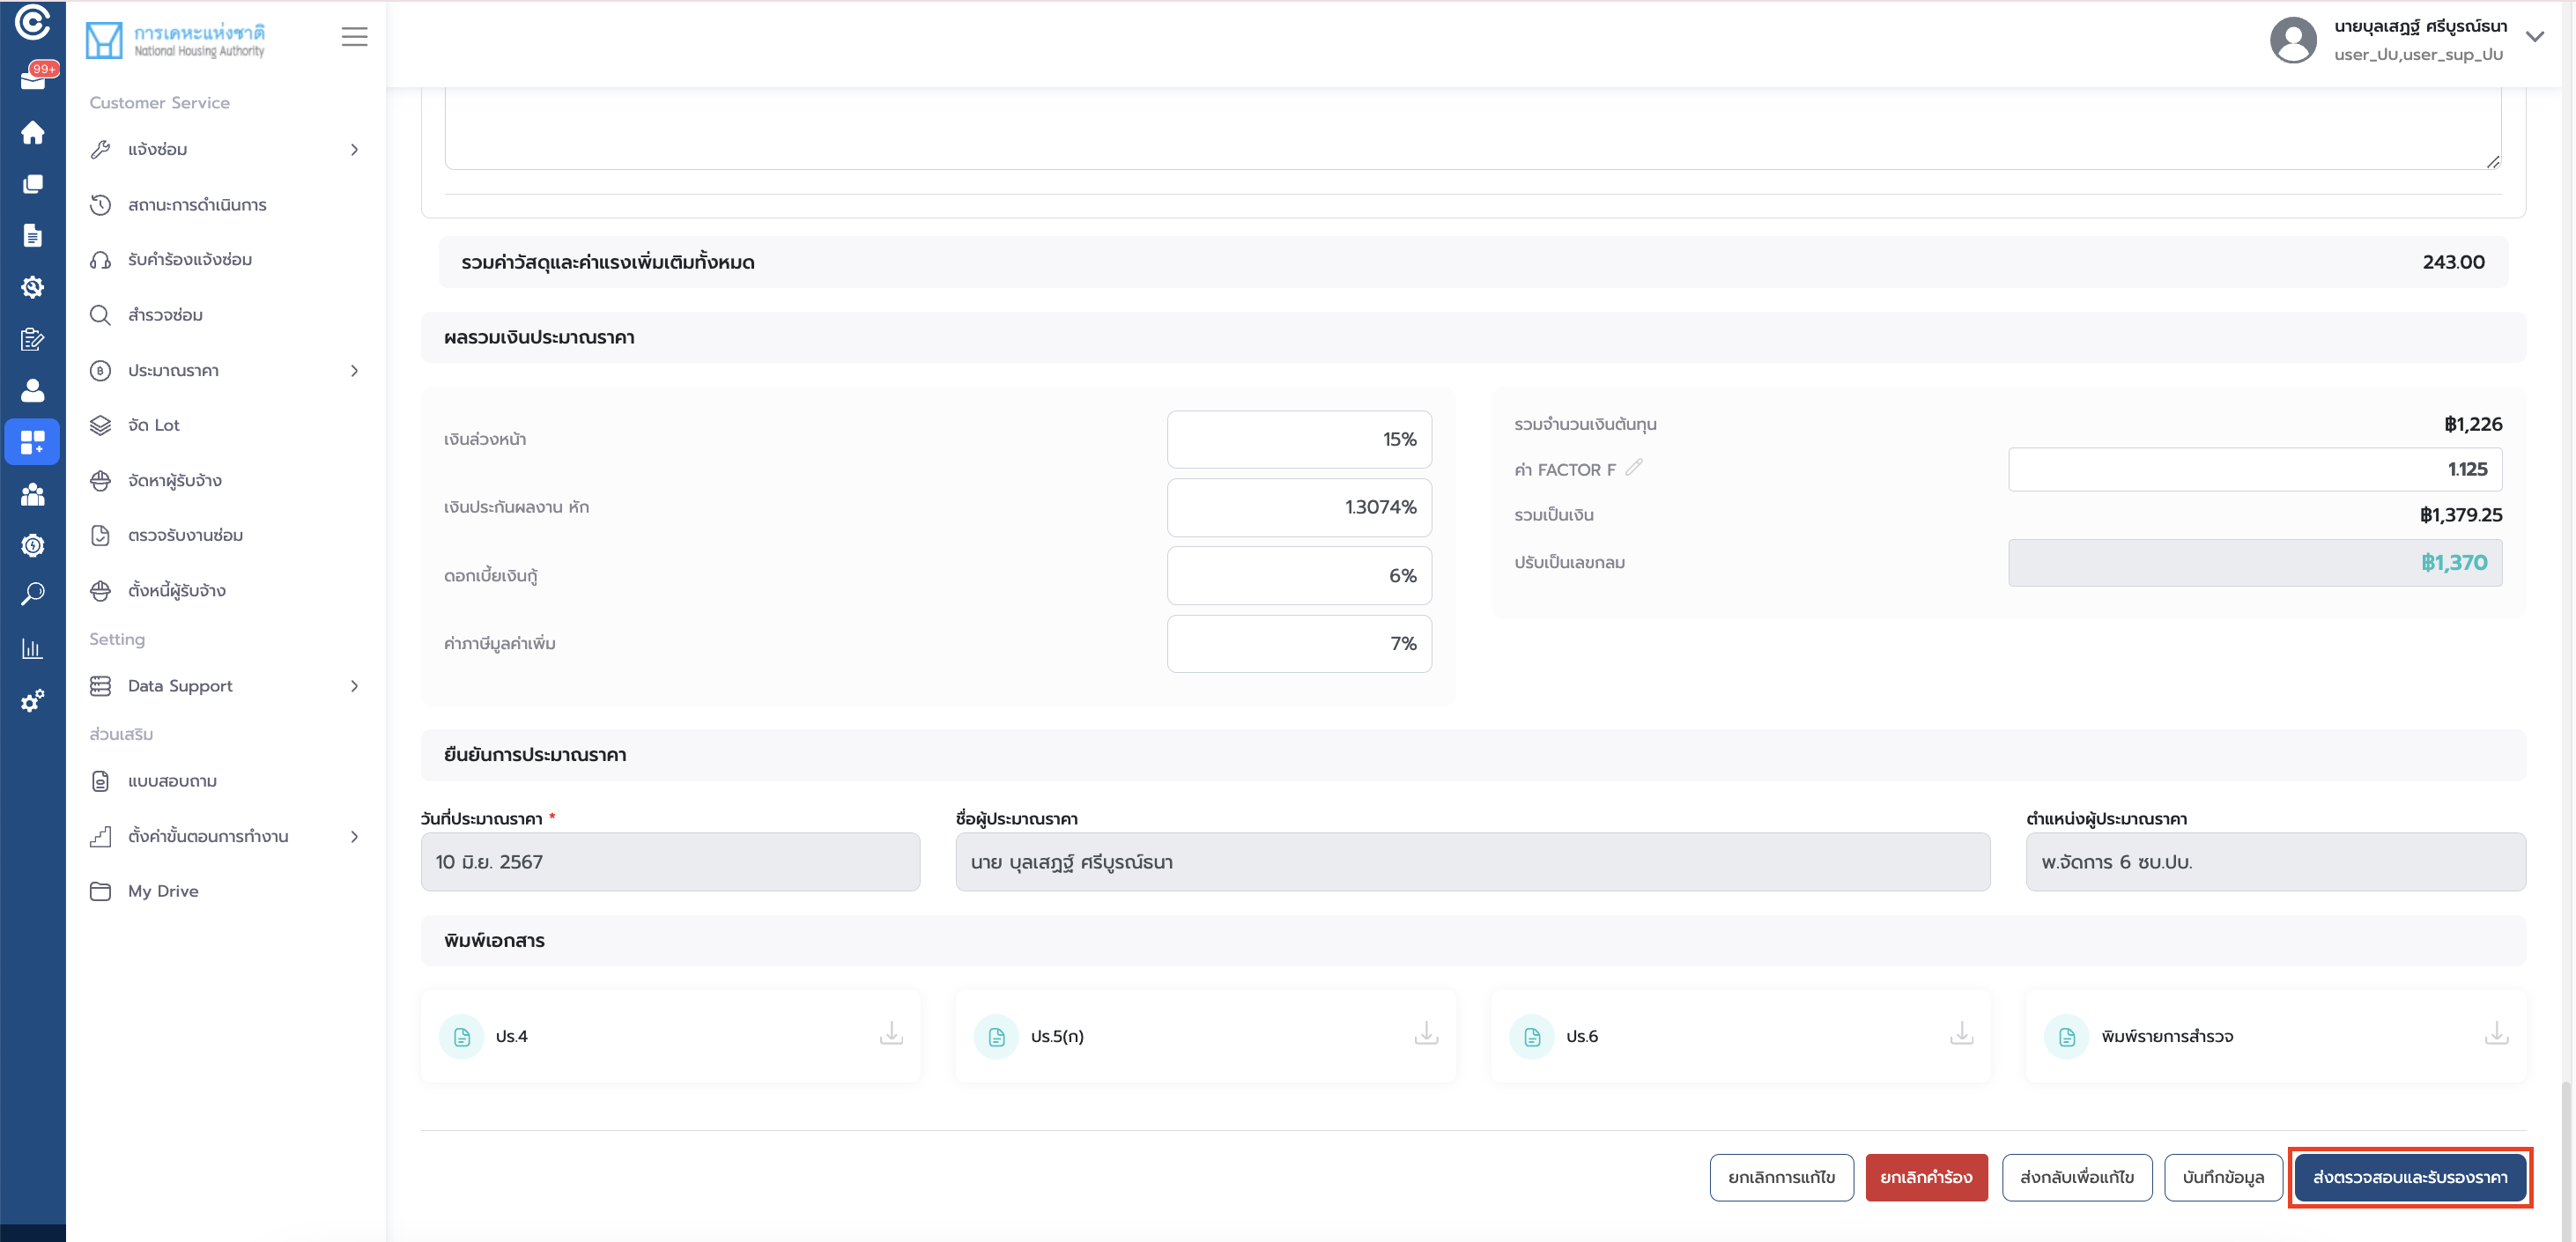 99+
การเคหะแห่งชาติ
National Housing Authority
นายบุลเสฏฐ์ ศรีบูรณ์ธนา
user_ปบ,user_sup_ปบ
Customer Service
แจ้งซ่อม
สถานะการดำเนินการ
รับคำร้องแจ้งซ่อม
สำรวจซ่อม
ประมาณราคา
จัด Lot
จัดหาผู้รับจ้าง
ตรวจรับงานซ่อม
ตั้งหนี้ผู้รับจ้าง
Setting
Data Support
ส่วนเสริม
แบบสอบถาม
ตั้งค่าขั้นตอนการทำงาน
My Drive
รวมค่าวัสดุและค่าแรงเพิ่มเติมทั้งหมด 243.00
ผลรวมเงินประมาณราคา
เงินล่วงหน้า 15%
เงินประกันผลงาน หัก 1.3074%
ดอกเบี้ยเงินกู้ 6%
ค่าภาษีมูลค่าเพิ่ม 7%
รวมจำนวนเงินต้นทุน ฿1,226
ค่า FACTOR F 1.125
รวมเป็นเงิน ฿1,379.25
ปรับเป็นเลขกลม ฿1,370
ยืนยันการประมาณราคา
วันที่ประมาณราคา * ชื่อผู้ประมาณราคา ตำแหน่งผู้ประมาณราคา
10 มิ.ย. 2567 นาย บุลเสฏฐ์ ศรีบูรณ์ธนา พ.จัดการ 6 ซบ.ปบ.
พิมพ์เอกสาร
ปร.4 ปร.5(ก) ปร.6 พิมพ์รายการสำรวจ
ยกเลิกการแก้ไข ยกเลิกคำร้อง ส่งกลับเพื่อแก้ไข บันทึกข้อมูล ส่งตรวจสอบและรับรองราคา